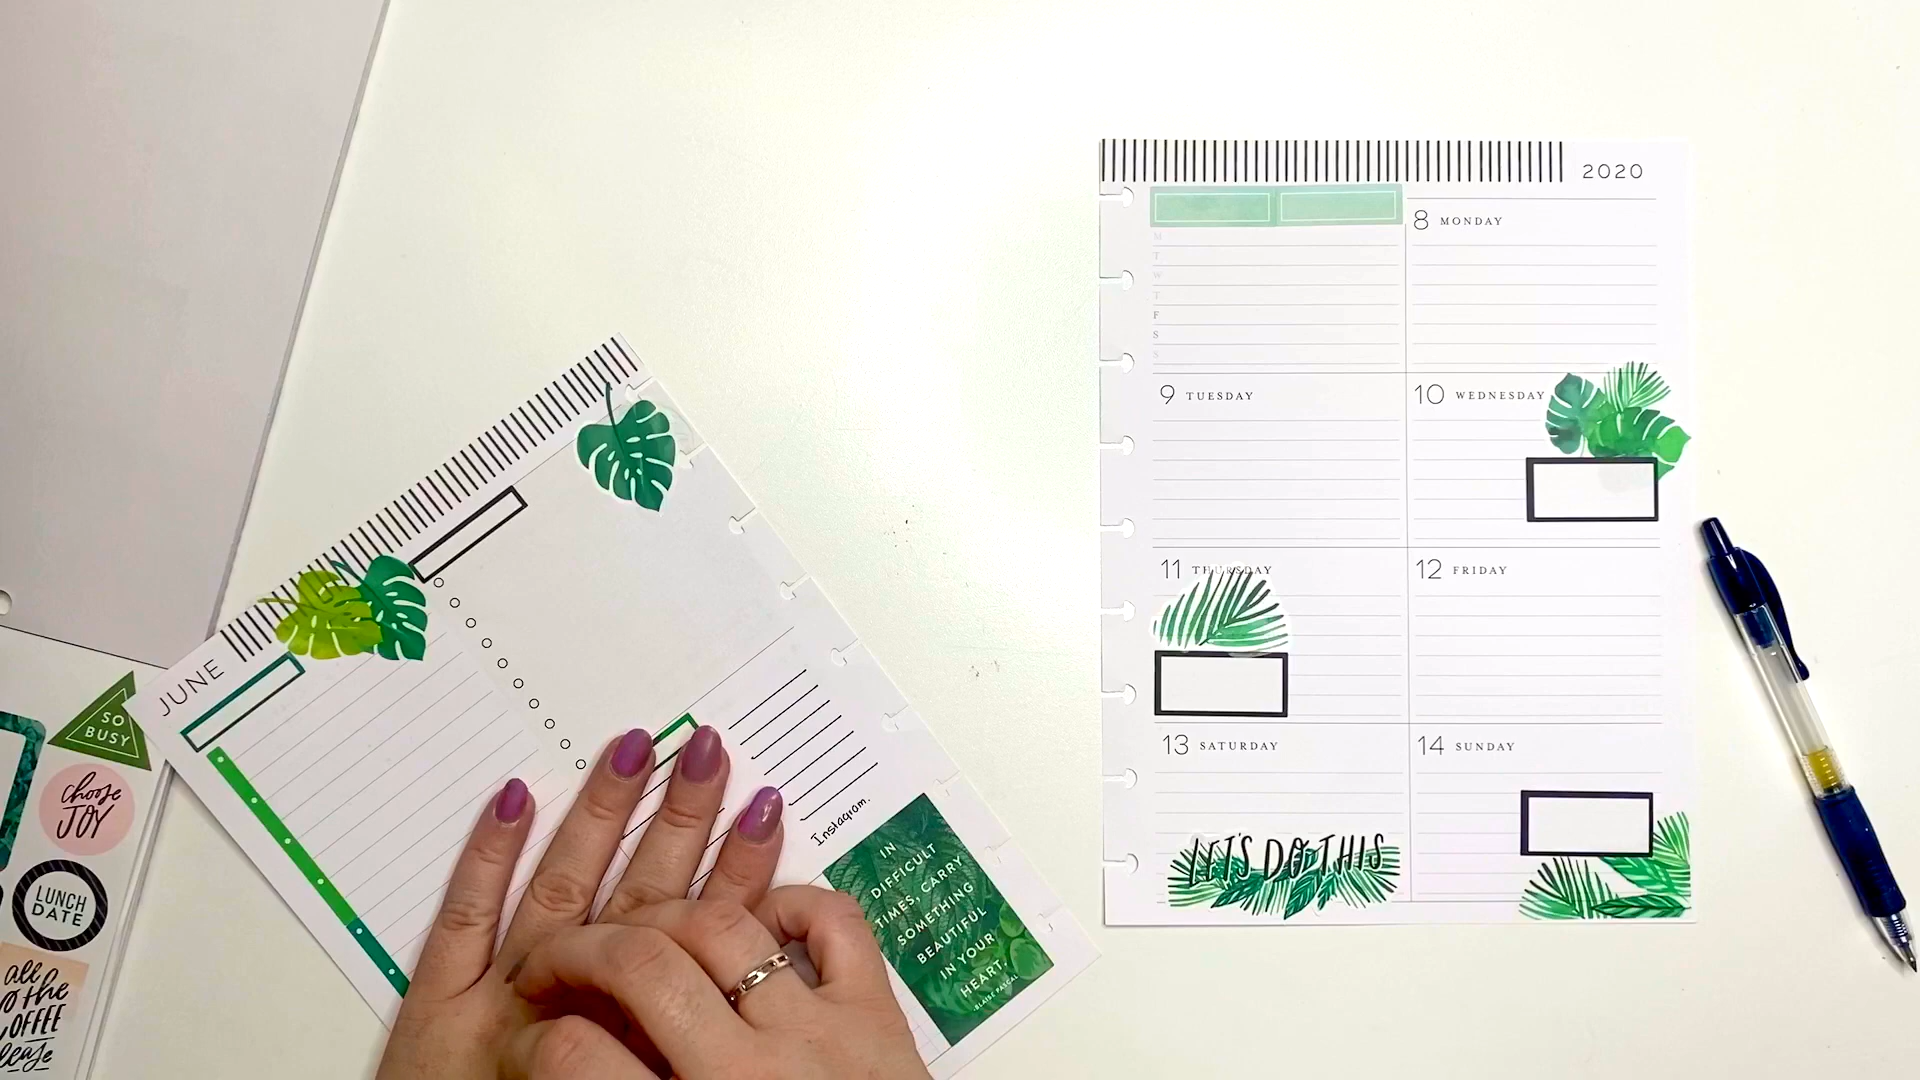 SO
BUSY
choose
JOY
LUNCH
DATE
all
the
COFFEE
please
JUNE
Instagram.
IN
DIFFICULT
TIMES, CARRY
SOMETHING
BEAUTIFUL
IN YOUR
HEART.
-BLAISE PASCAL
2020
M
T
W
T
F
S
S
8 MONDAY
9 TUESDAY
10 WEDNESDAY
11 THURSDAY
12 FRIDAY
13 SATURDAY
14 SUNDAY
LET'S DO THIS